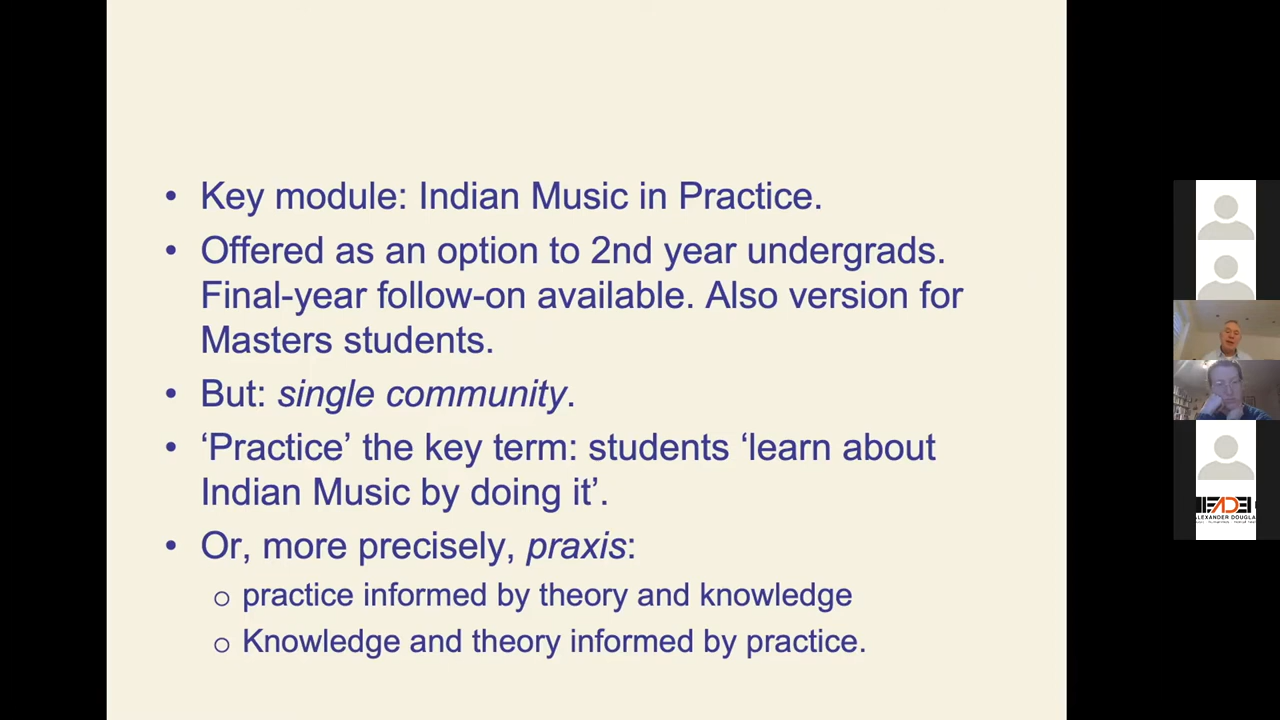 • Key module: Indian Music in Practice.
• Offered as an option to 2nd year undergrads.
Final-year follow-on available. Also version for
Masters students.
• But: single community.
• ‘Practice’ the key term: students ‘learn about
Indian Music by doing it’.
• Or, more precisely, praxis:
o practice informed by theory and knowledge
o Knowledge and theory informed by practice.
ALEXANDER DOUGLA